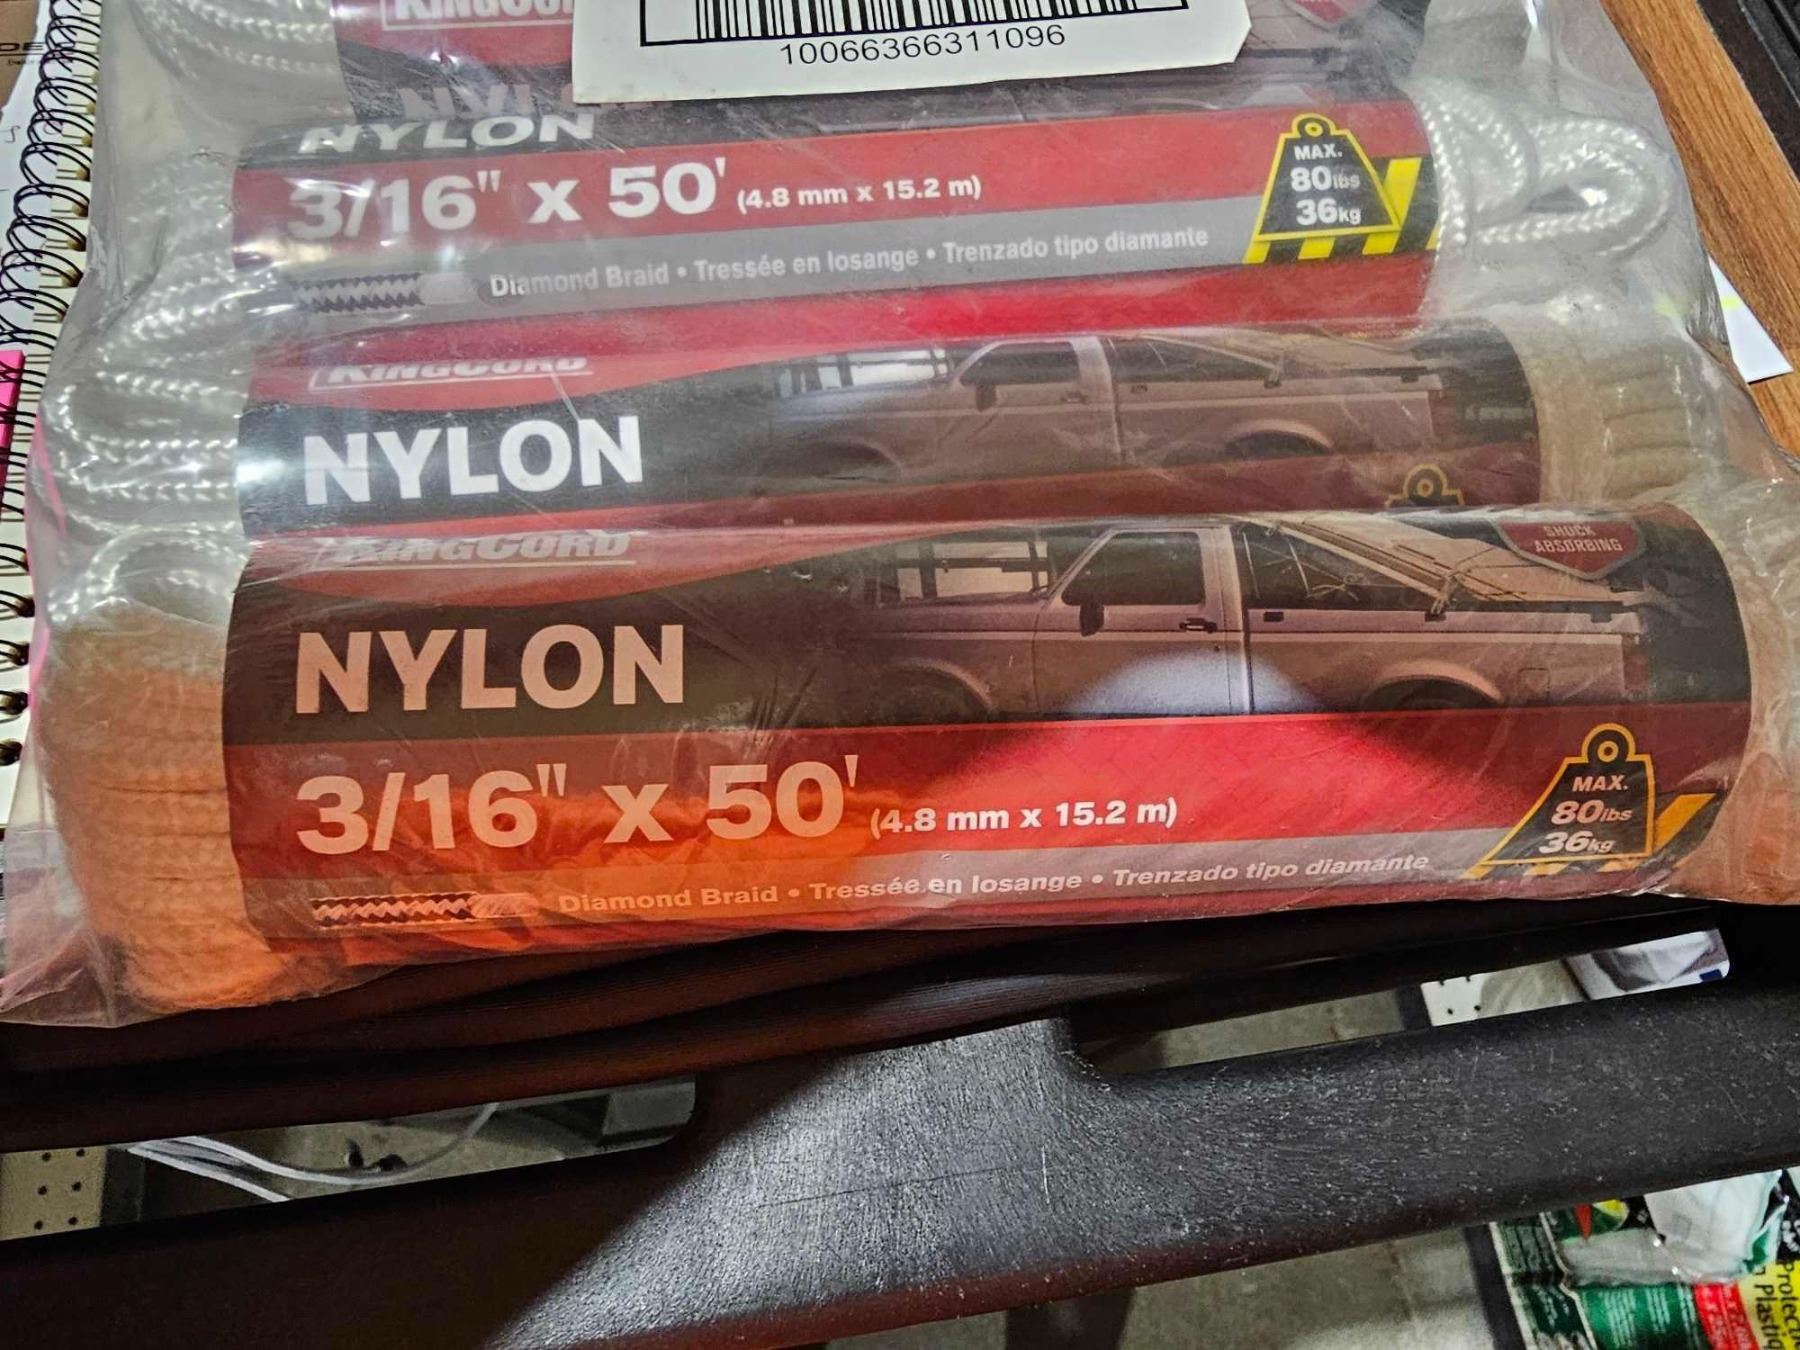 KINGCORD
10066366311096
NYLON
3/16" x 50' (4.8 mm x 15.2 m)
MAX.
80lbs
36kg
Diamond Braid • Tressée en losange • Trenzado tipo diamante
KINGCORD
NYLON
KINGCORD
SHOCK
ABSORBING
NYLON
3/16" x 50' (4.8 mm x 15.2 m)
MAX.
80lbs
36kg
Diamond Braid • Tressée en losange • Trenzado tipo diamante